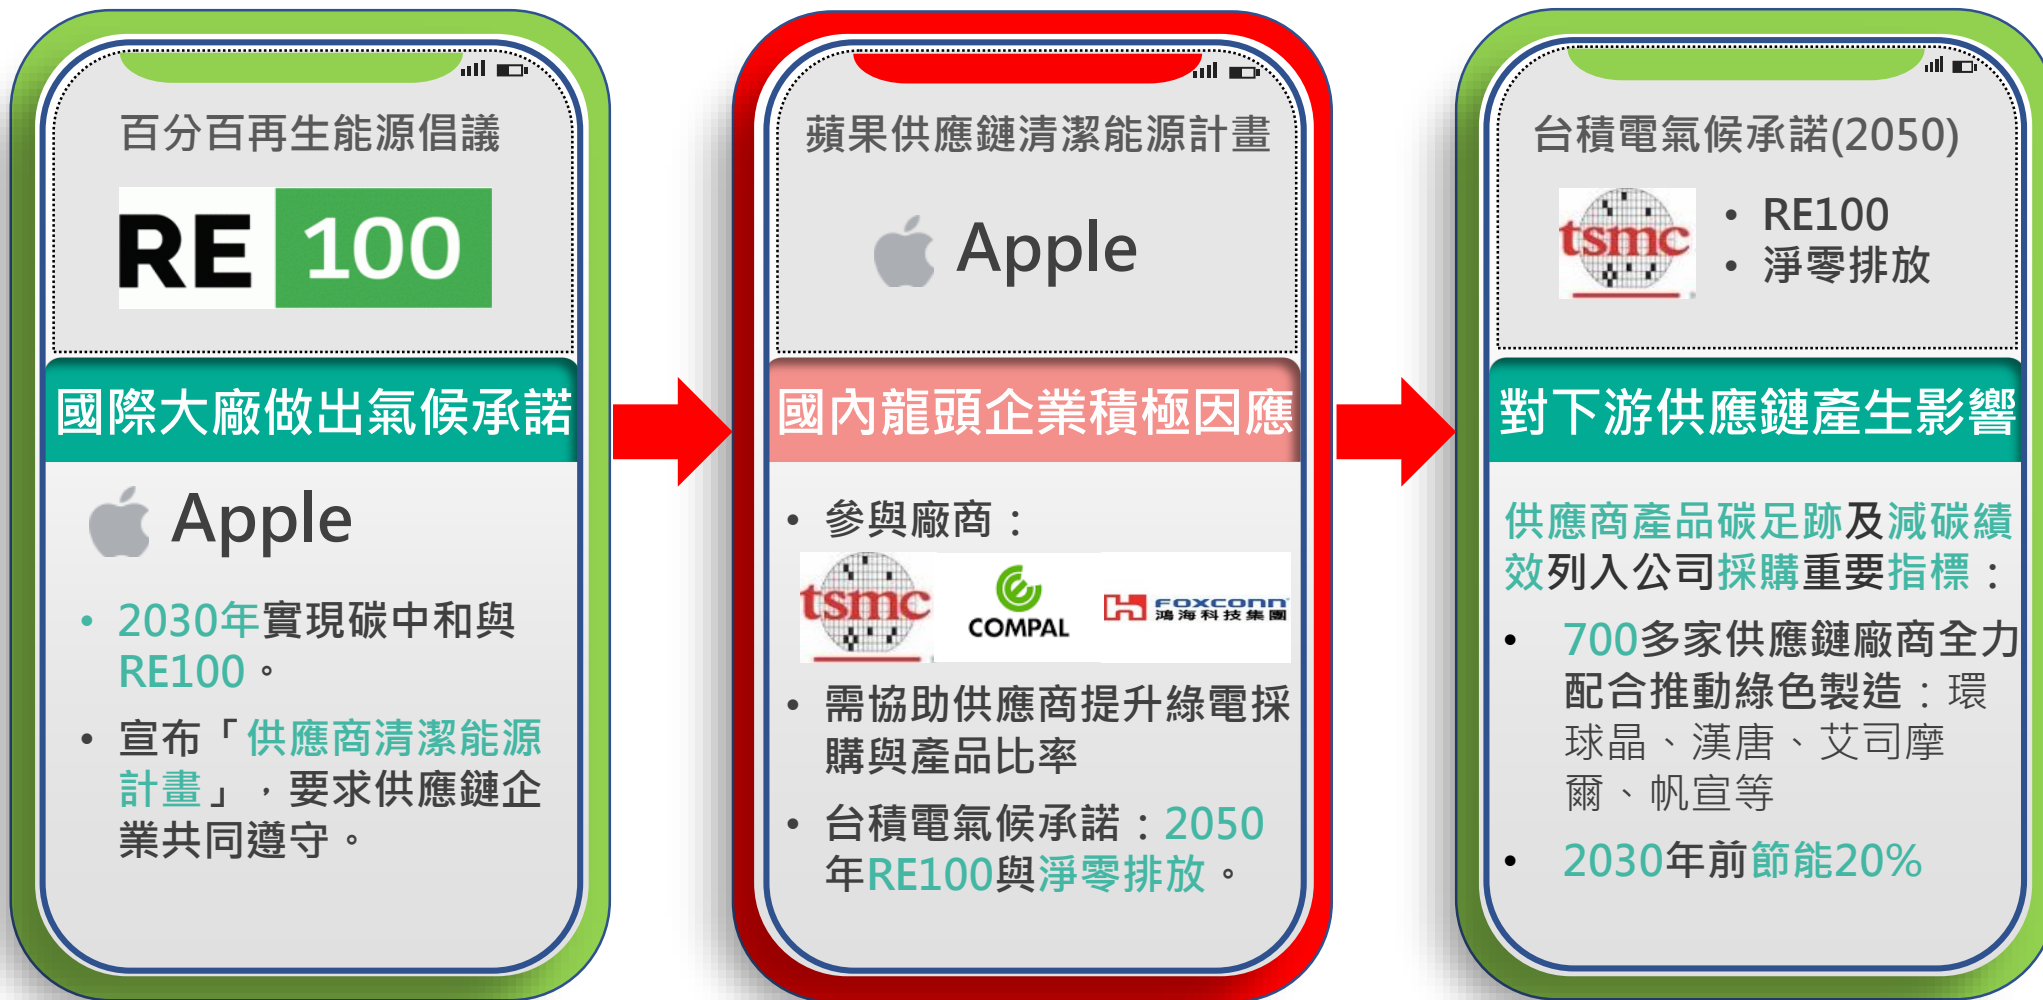 百分百再生能源倡議
RE 100
國際大廠做出氣候承諾
Apple
• 2030年實現碳中和與
RE100。
• 宣布「供應商清潔能源
計畫」，要求供應鏈企
業共同遵守。
蘋果供應鏈清潔能源計畫
Apple
國內龍頭企業積極因應
• 參與廠商：
tsmc
COMPAL
FOXCONN
鴻海科技集團
• 需協助供應商提升綠電採
購與產品比率
• 台積電氣候承諾：2050
年RE100與淨零排放。
台積電氣候承諾(2050)
tsmc
• RE100
• 淨零排放
對下游供應鏈產生影響
供應商產品碳足跡及減碳績
效列入公司採購重要指標：
• 700多家供應鏈廠商全力
配合推動綠色製造：環
球晶、漢唐、艾司摩
爾、帆宣等
• 2030年前節能20%